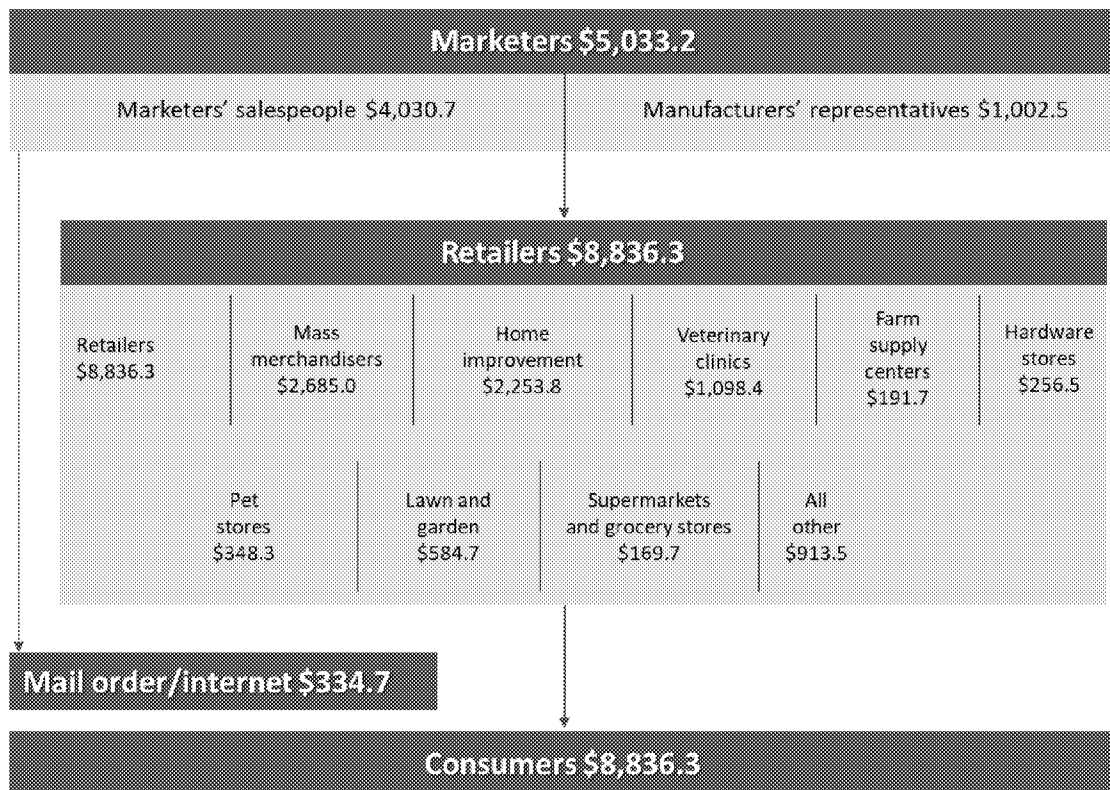 Marketers $5,033.2
Marketers' salespeople $4,030.7
Manufacturers' representatives $1,002.5
Retailers $8,836.3
Retailers
$8,836.3
Mass
merchandisers
$2,685.0
Home
improvement
$2,253.8
Veterinary
clinics
$1,098.4
Farm
supply
centers
$191.7
Hardware
stores
$256.5
Pet
stores
$348.3
Lawn and
garden
$584.7
Supermarkets
and grocery stores
$169.7
All
other
$913.5
Mail order/internet $334.7
Consumers $8,836.3